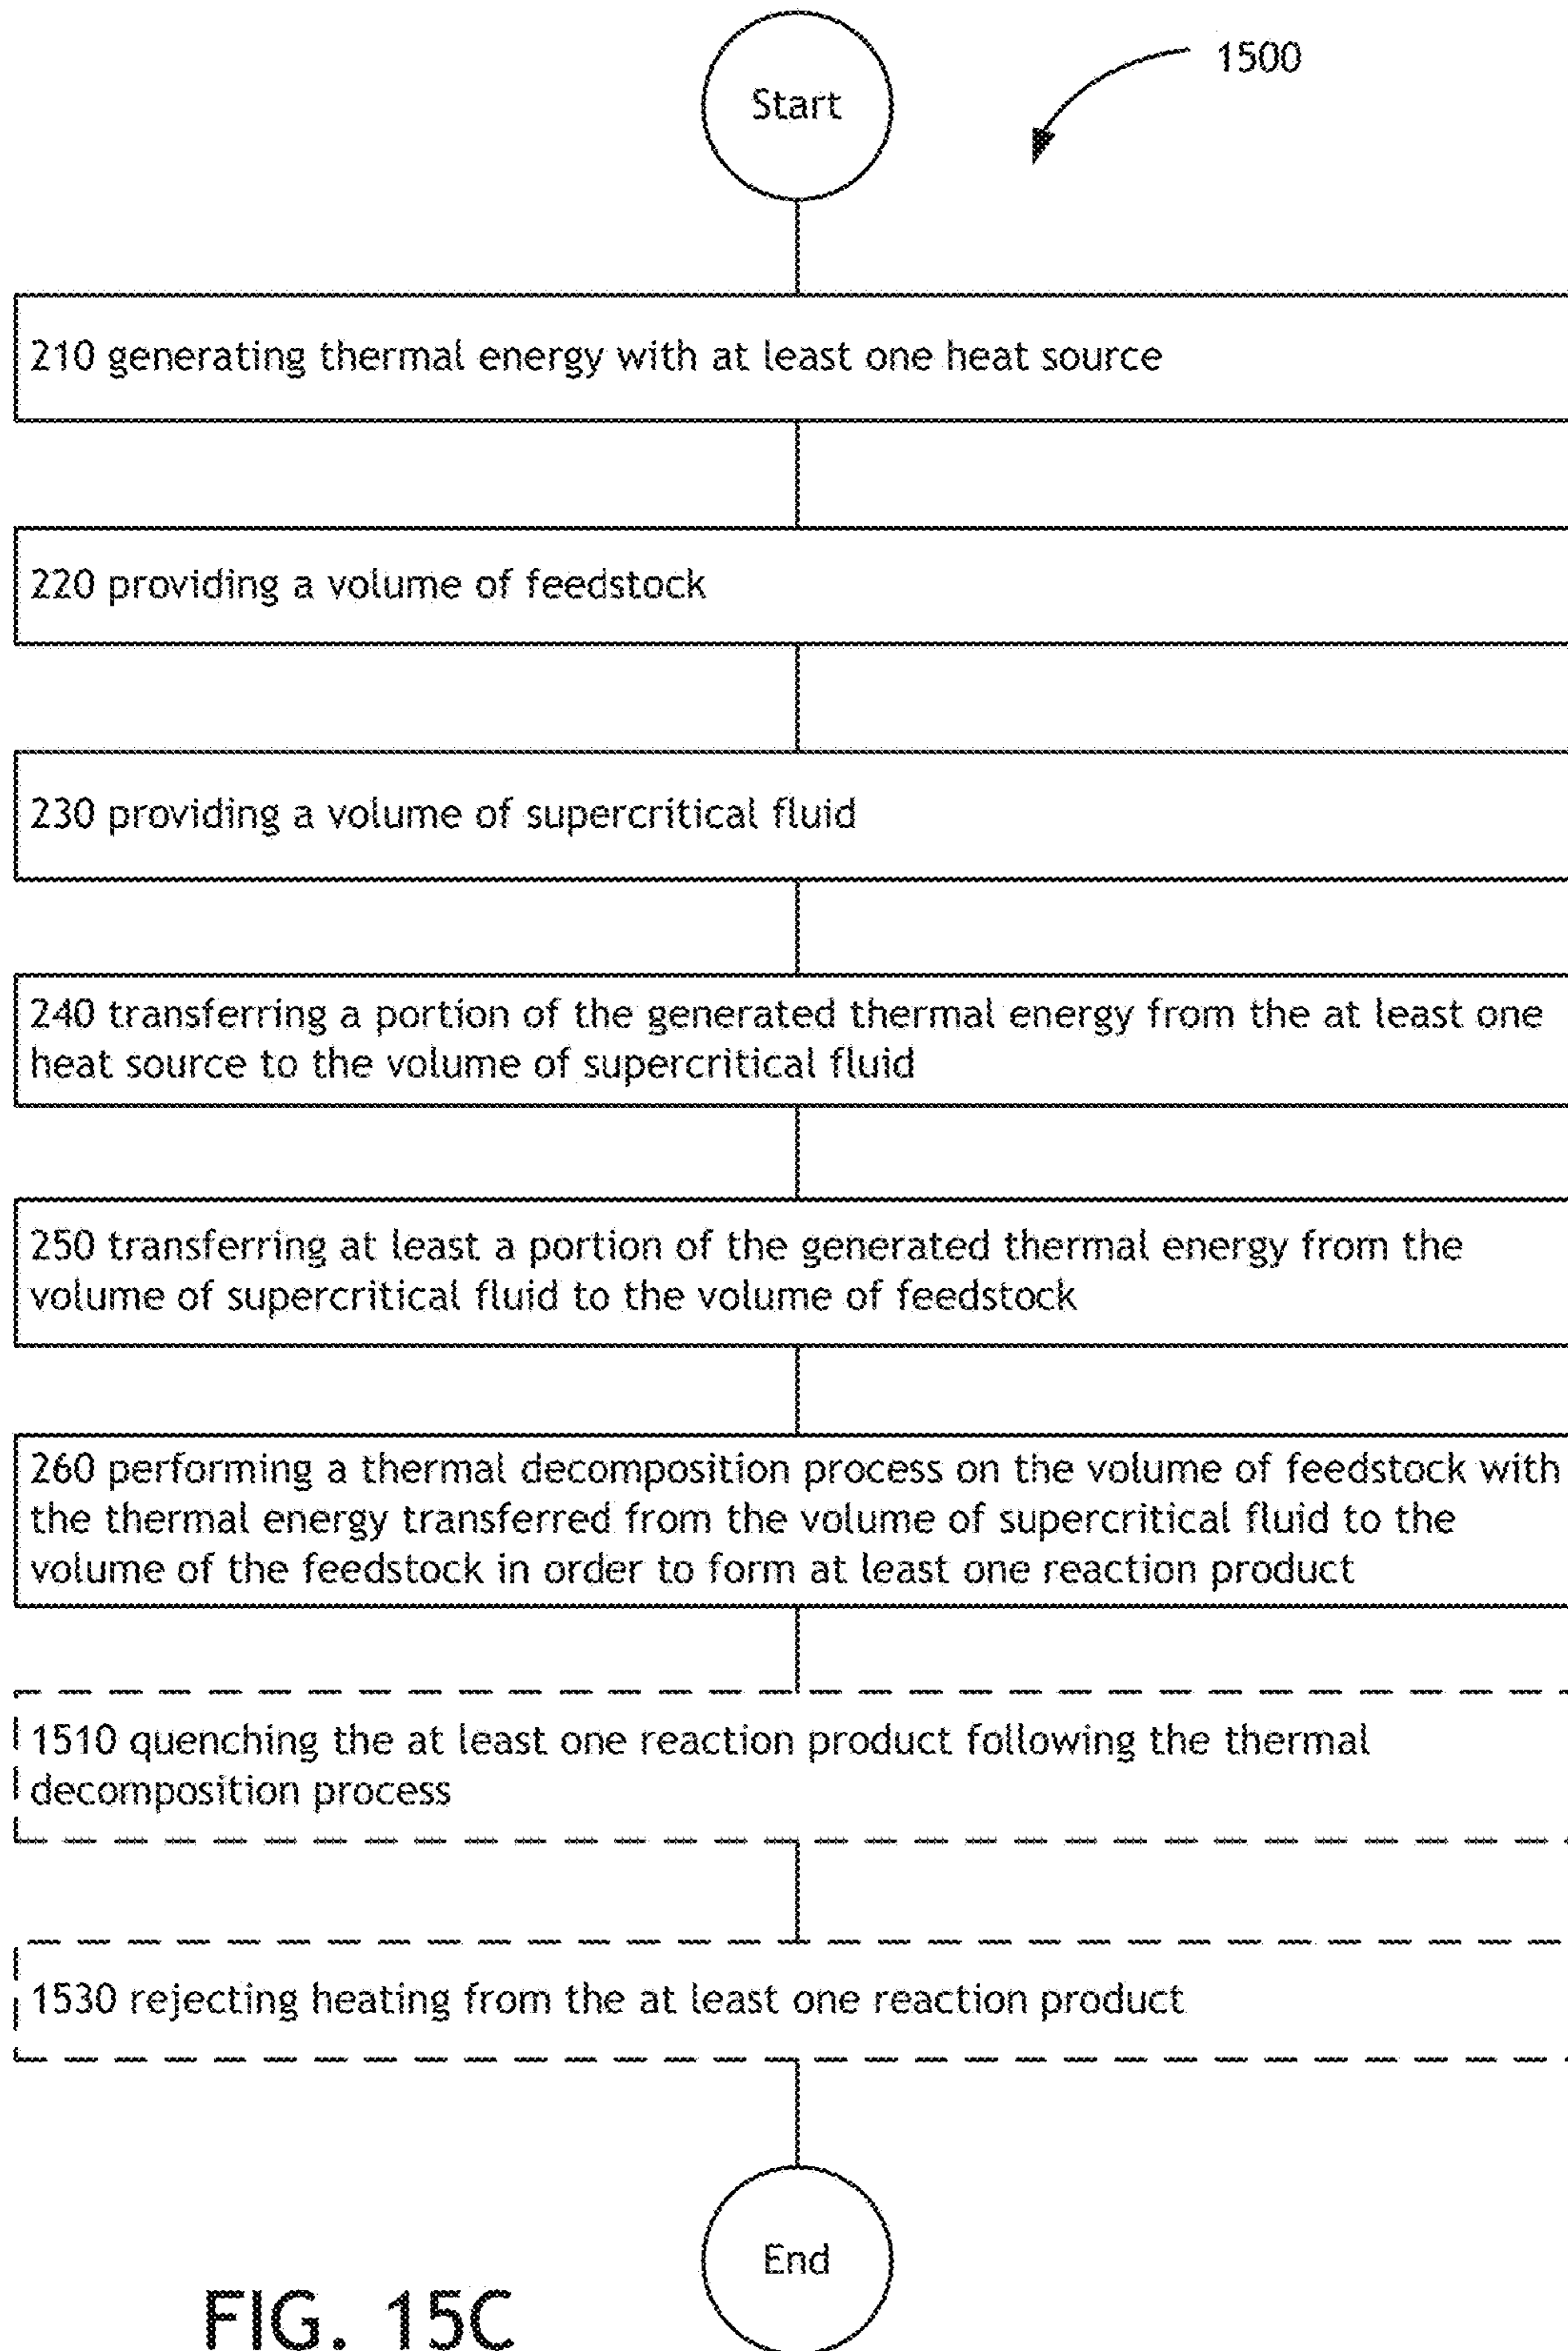 Start
1500
210 generating thermal energy with at least one heat source
220 providing a volume of feedstock
230 providing a volume of supercritical fluid
240 transferring a portion of the generated thermal energy from the at least one
heat source to the volume of supercritical fluid
250 transferring at least a portion of the generated thermal energy from the
volume of supercritical fluid to the volume of feedstock
260 performing a thermal decomposition process on the volume of feedstock with
the thermal energy transferred from the volume of supercritical fluid to the
volume of the feedstock in order to form at least one reaction product
1510 quenching the at least one reaction product following the thermal
decomposition process
1530 rejecting heating from the at least one reaction product
End
FIG. 15C